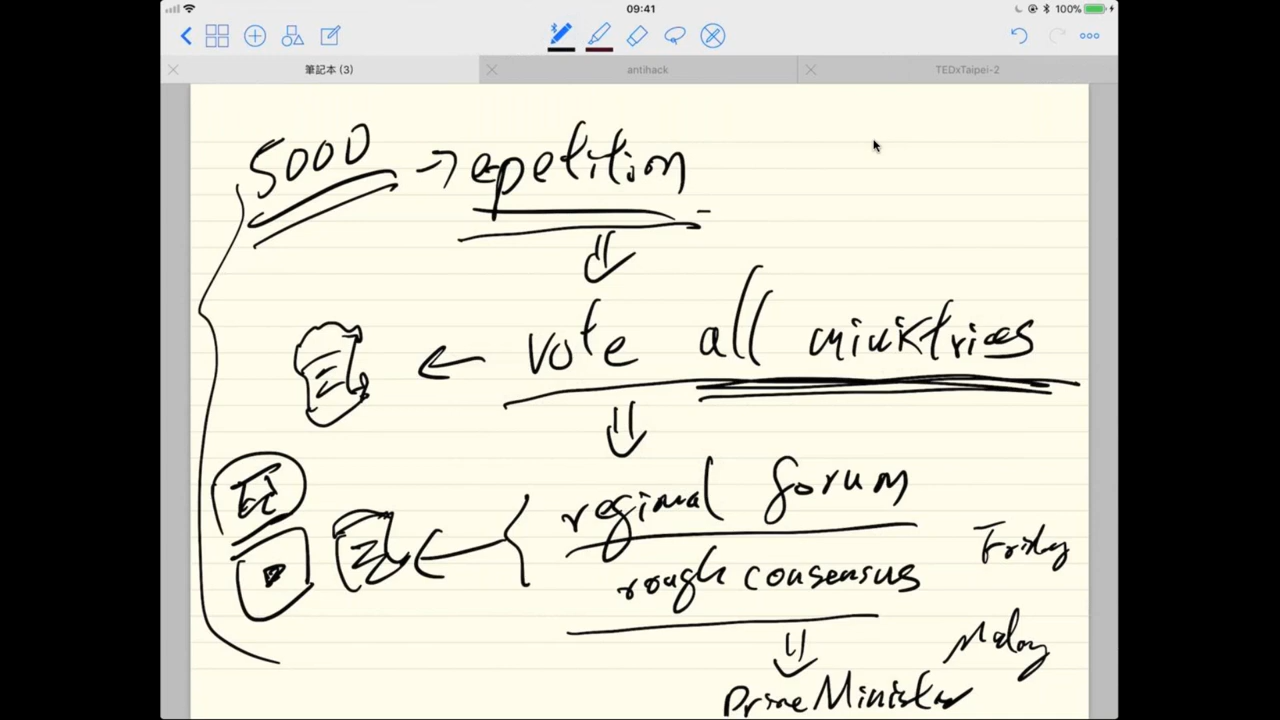 09:41
100%
筆記本 (3)
antihack
TEDxTaipei-2
5000 → epetition
vote all ministries
regional forum
rough consensus
Friday
Monday
Prime Minister